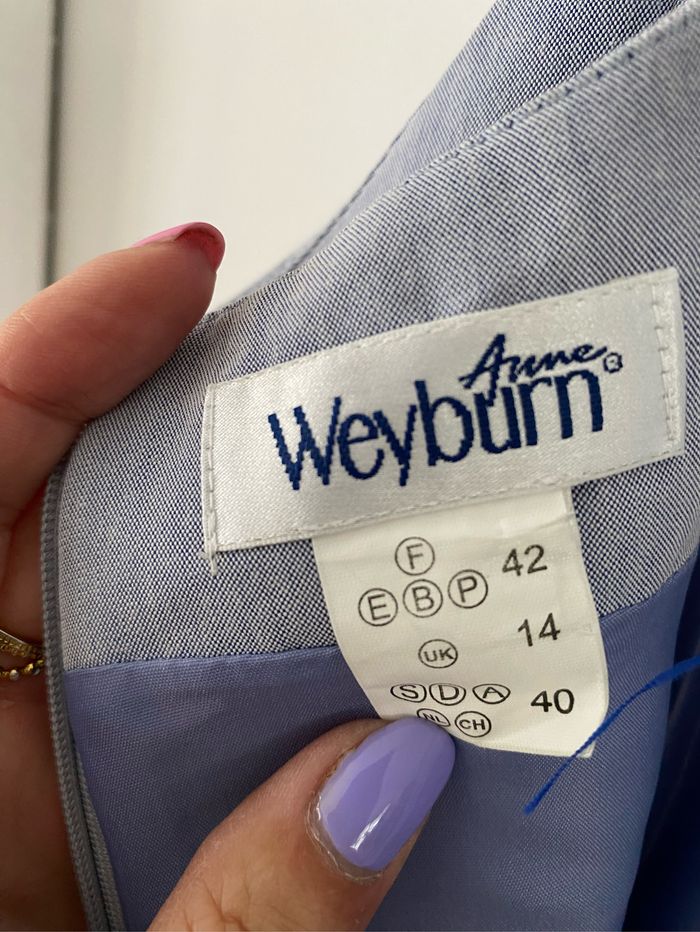 Anne
Weyburn®
F
E B P 42
UK 14
S D A 40
NL CH